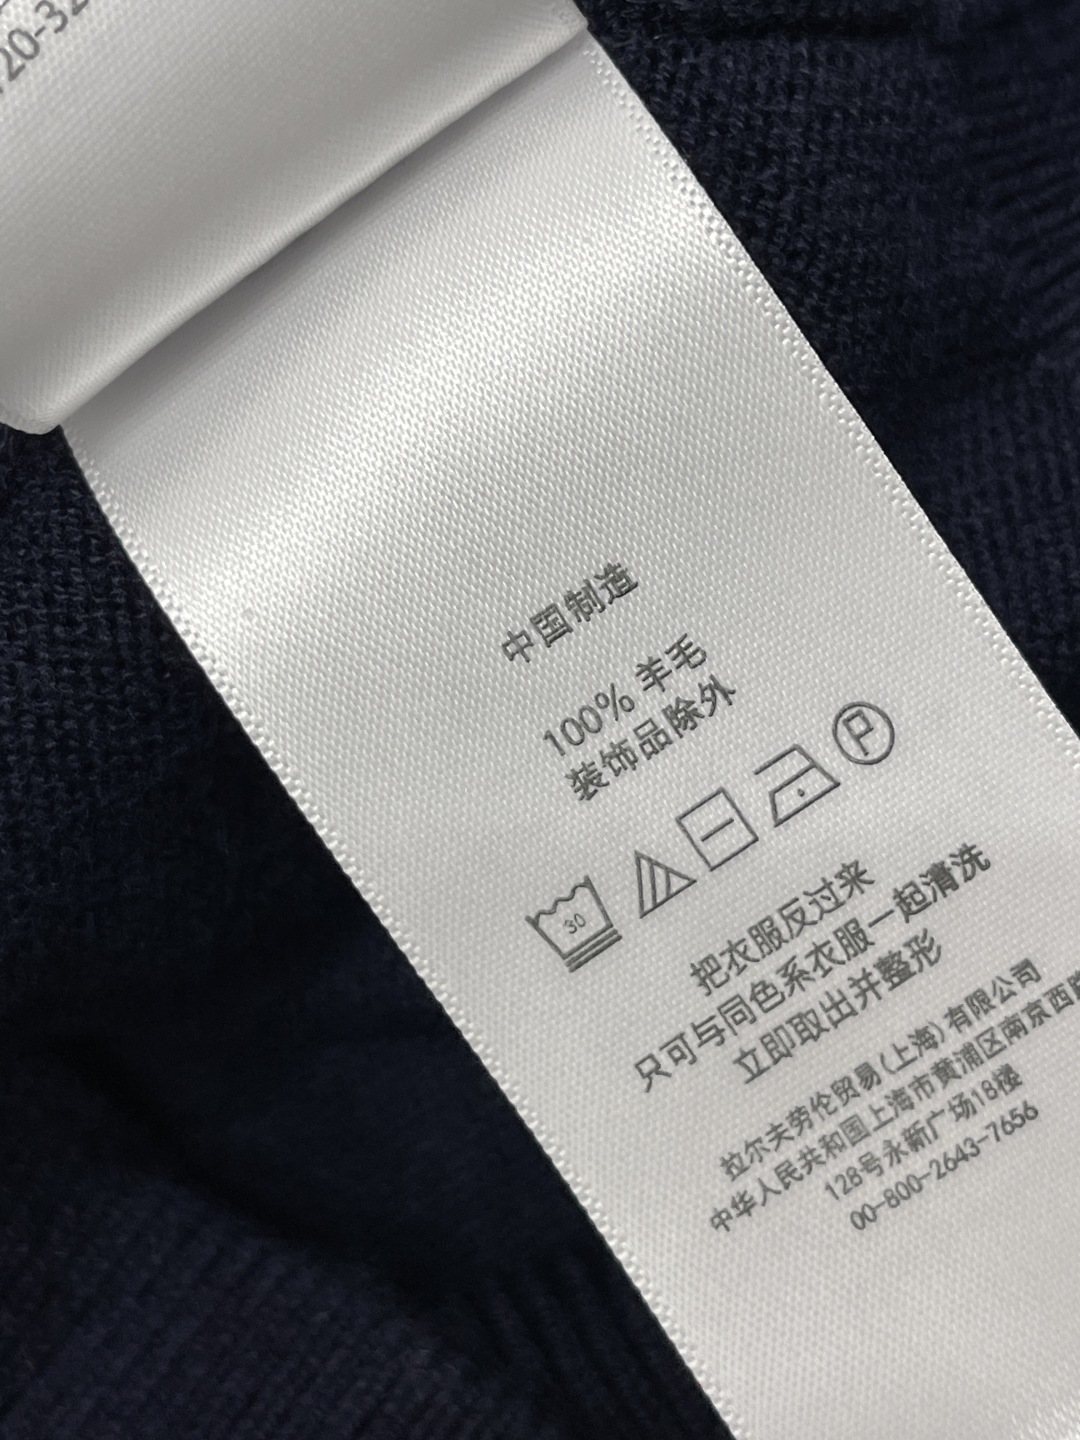 20-32
中国制造
100% 羊毛
装饰品除外
P
30
把衣服反过来
只可与同色系衣服一起清洗
立即取出并整形
拉尔夫劳伦贸易(上海)有限公司
中华人民共和国上海市黄浦区南京西
128号永新广场18楼
00-800-2643-7656